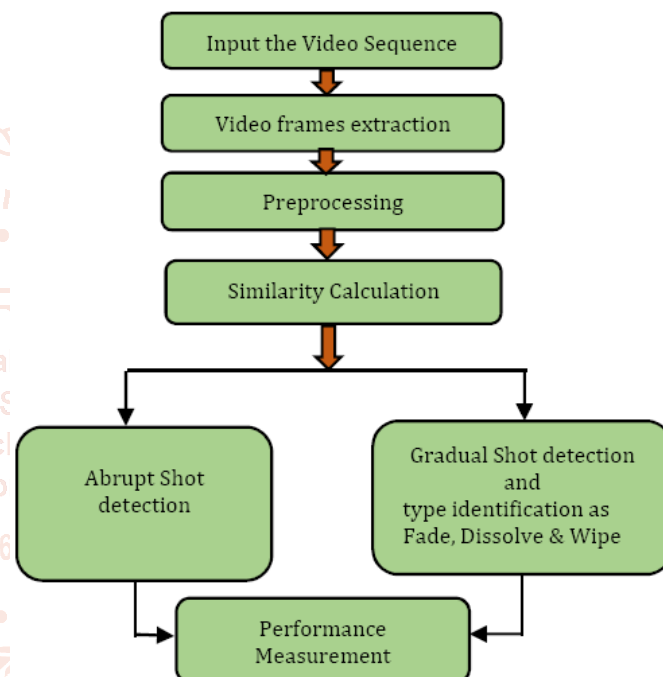 Input the Video Sequence
Video frames extraction
Preprocessing
Similarity Calculation
Abrupt Shot
detection
Gradual Shot detection
and
type identification as
Fade, Dissolve & Wipe
Performance
Measurement